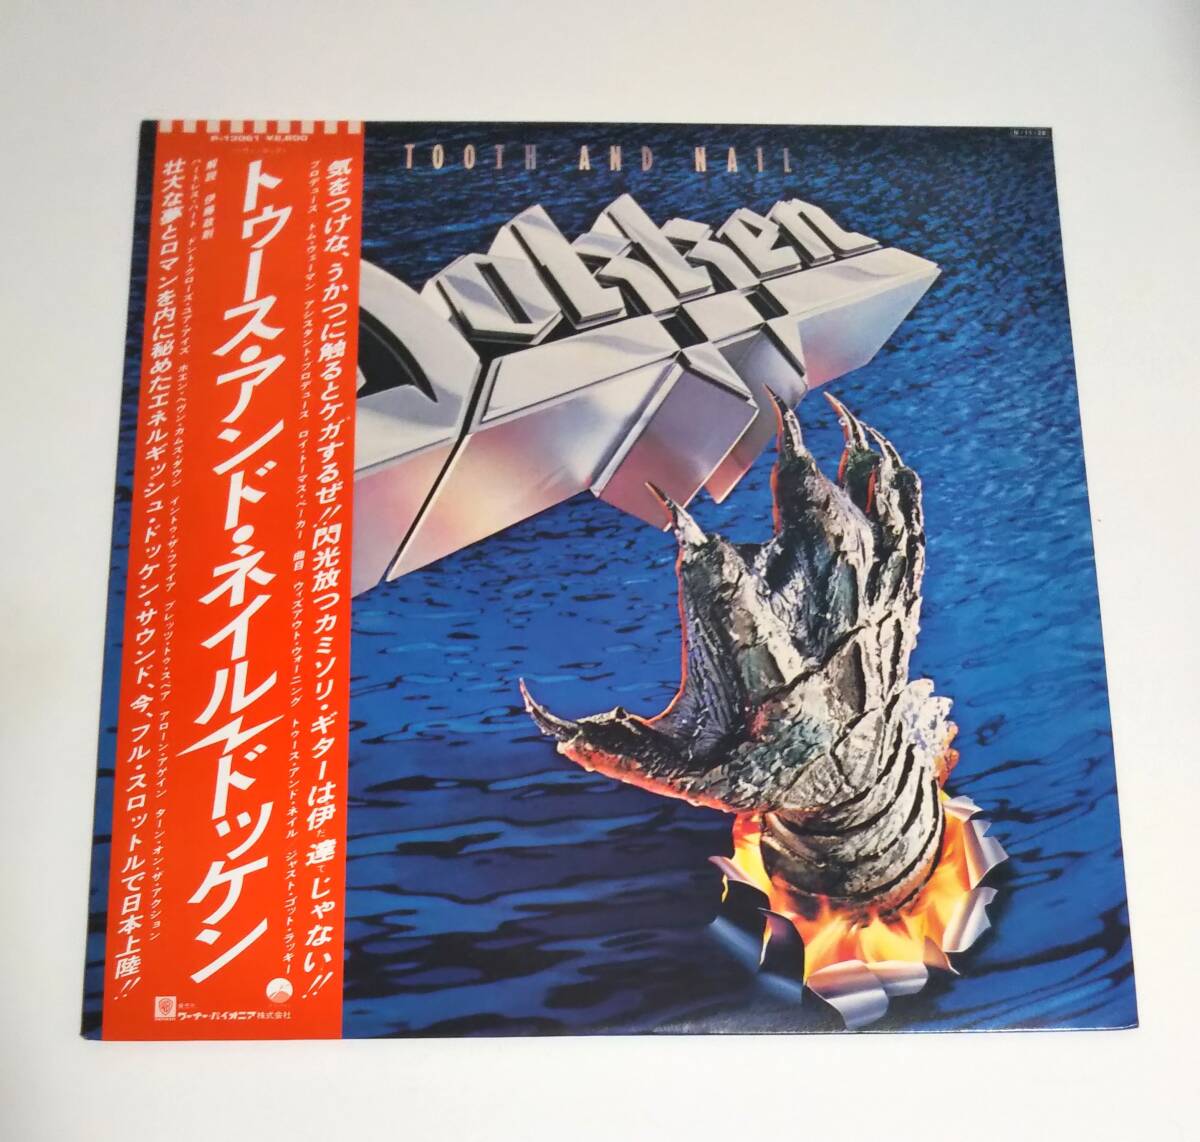 P-13061 ¥2,800
N-11-28
TOOTH AND NAIL
Dokken
気をつけな、うかつに触るとケガするぜ!!閃光放つカミソリ・ギターは伊達じゃない!!
プロデュース トム・ウェーマン アシスタント・プロデュース ロイ・トーマス・ベーカー 曲目 ウィズアウト・ウォーニング トゥース・アンド・ネイル ジャスト・ゴット・ラッキー
トゥース・アンド・ネイル/ドッケン
解説 伊藤政則
ハートレス・ハート ドント・クローズ・ユア・アイズ ホエン・ヘヴン・カムズ・ダウン イントゥ・ザ・ファイア ブレッツ・トゥ・スペア アローン・アゲイン ターン・オン・ザ・アクション
壮大な夢とロマンを内に秘めたエネルギッシュ・ドッケン・サウンド、今、フル・スロットルで日本上陸!!
発売元
ワーナー・パイオニア株式会社